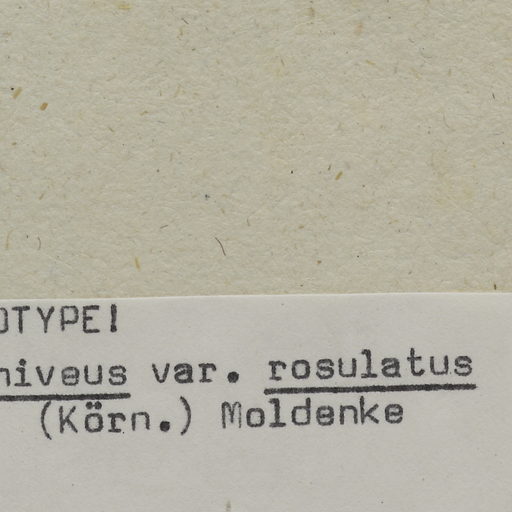 OTYPE!
niveus var. rosulatus
(Körn.) Moldenke